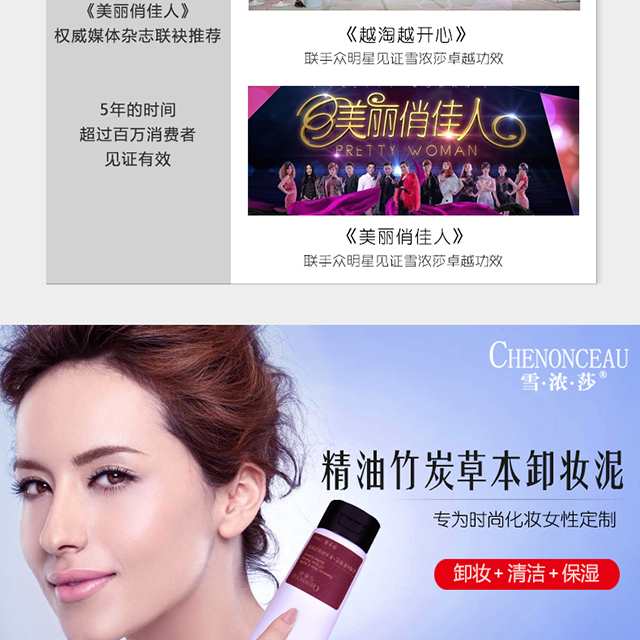 《美丽俏佳人》
权威媒体杂志联袂推荐
5年的时间
超过百万消费者
见证有效
《越淘越开心》
联手众明星见证雪浓莎卓越功效
美丽俏佳人
PRETTY WOMAN
《美丽俏佳人》
联手众明星见证雪浓莎卓越功效
CHENONCEAU
雪·浓·莎®
精油竹炭草本卸妆泥
专为时尚化妆女性定制
卸妆+清洁+保湿